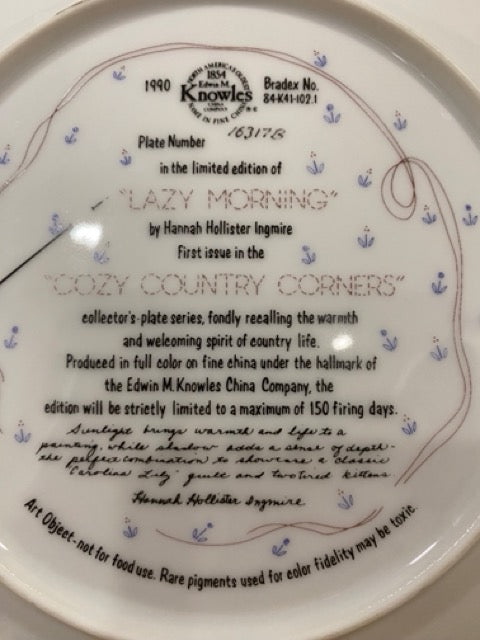 1990
NORTH AMERICA'S OLDEST
1854
Edwin M.
Knowles
CHINA
COMPANY
NAME IN FINE CHINA
Bradex No.
84-K41-102.1
Plate Number 16317B
in the limited edition of
"LAZY MORNING"
by Hannah Hollister Ingmire
First issue in the
"COZY COUNTRY CORNERS"
collector's-plate series, fondly recalling the warmth
and welcoming spirit of country life.
Produced in full color on fine china under the hallmark of
the Edwin M. Knowles China Company, the
edition will be strictly limited to a maximum of 150 firing days.
Sunlight brings warmth and life to a
painting, while shadow adds a sense of depth-
the perfect combination to showcase a classic
"Carolina Lily" quilt and two tired kittens
Hannah Hollister Ingmire
Art Object-not for food use. Rare pigments used for color fidelity may be toxic.